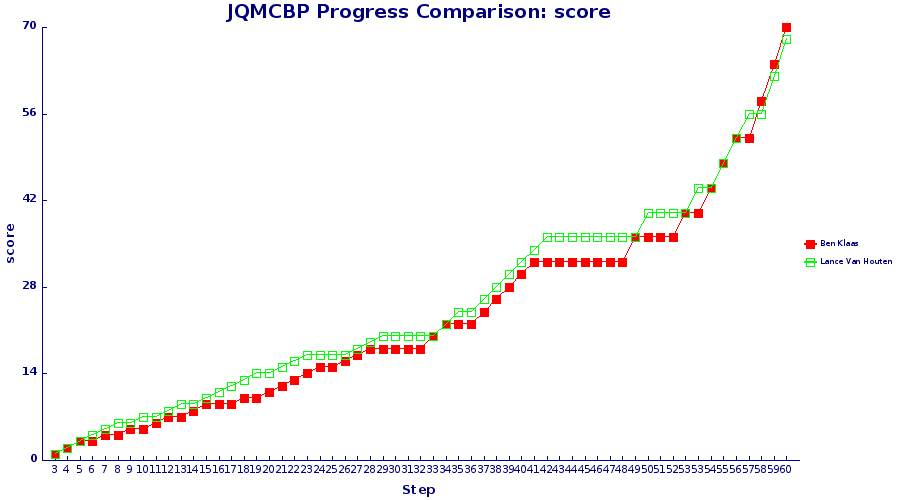 JQMCBP Progress Comparison: score
70
56
42
28
14
0
score
3 4 5 6 7 8 9 10 11 12 13 14 15 16 17 18 19 20 21 22 23 24 25 26 27 28 29 30 31 32 33 34 35 36 37 38 39 40 41 42 43 44 45 46 47 48 49 50 51 52 53 53 54 55 56 57 58 59 60
Step
Ben Klaas
Lance Van Houten